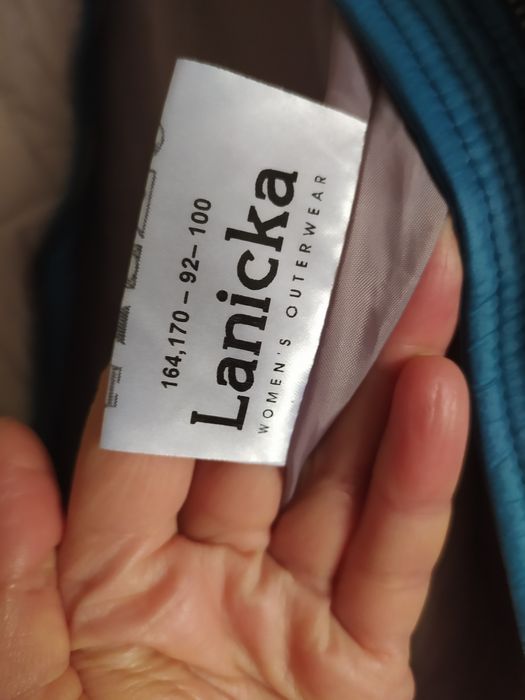 Lanicka
WOMEN'S OUTERWEAR
164,170 – 92– 100